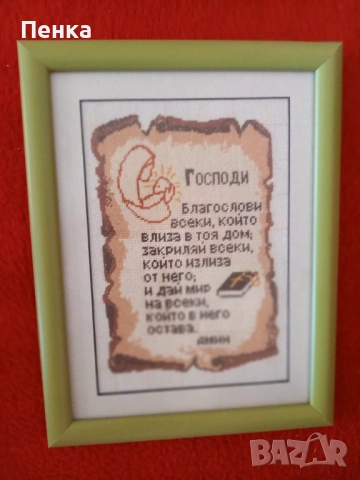 Пенка
Господи
Благослови
всеки, който
влиза в тоя дом;
закриляй всеки,
който излиза
от него;
и дай мир
на всеки,
който в него
остава.
амин
BAZAR